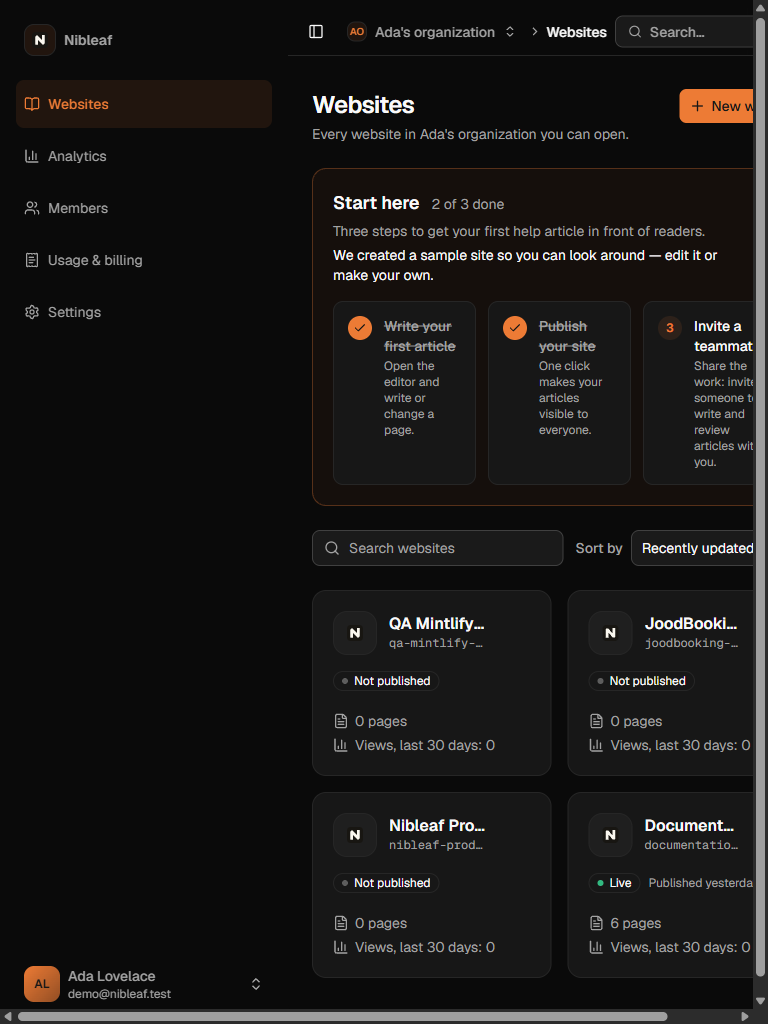 Nibleaf
Websites
Analytics
Members
Usage & billing
Settings
AL
Ada Lovelace
demo@nibleaf.test
AO Ada's organization
Websites
Search...
Websites
New w
Every website in Ada's organization you can open.
Start here 2 of 3 done
Three steps to get your first help article in front of readers.
We created a sample site so you can look around — edit it or
make your own.
Write your
first article
Open the
editor and
write or
change a
page.
Publish
your site
One click
makes your
articles
visible to
everyone.
3
Invite a
teammat
Share the
work: invite
someone to
write and
review
articles wit
you.
Search websites
Sort by
Recently updated
N
QA Mintlify...
qa-mintlify-…
Not published
0 pages
Views, last 30 days: 0
N
JoodBooki...
joodbooking-…
Not published
0 pages
Views, last 30 days: 0
N
Nibleaf Pro...
nibleaf-prod…
Not published
0 pages
Views, last 30 days: 0
N
Document...
documentatio…
Live Published yesterda
6 pages
Views, last 30 days: 0